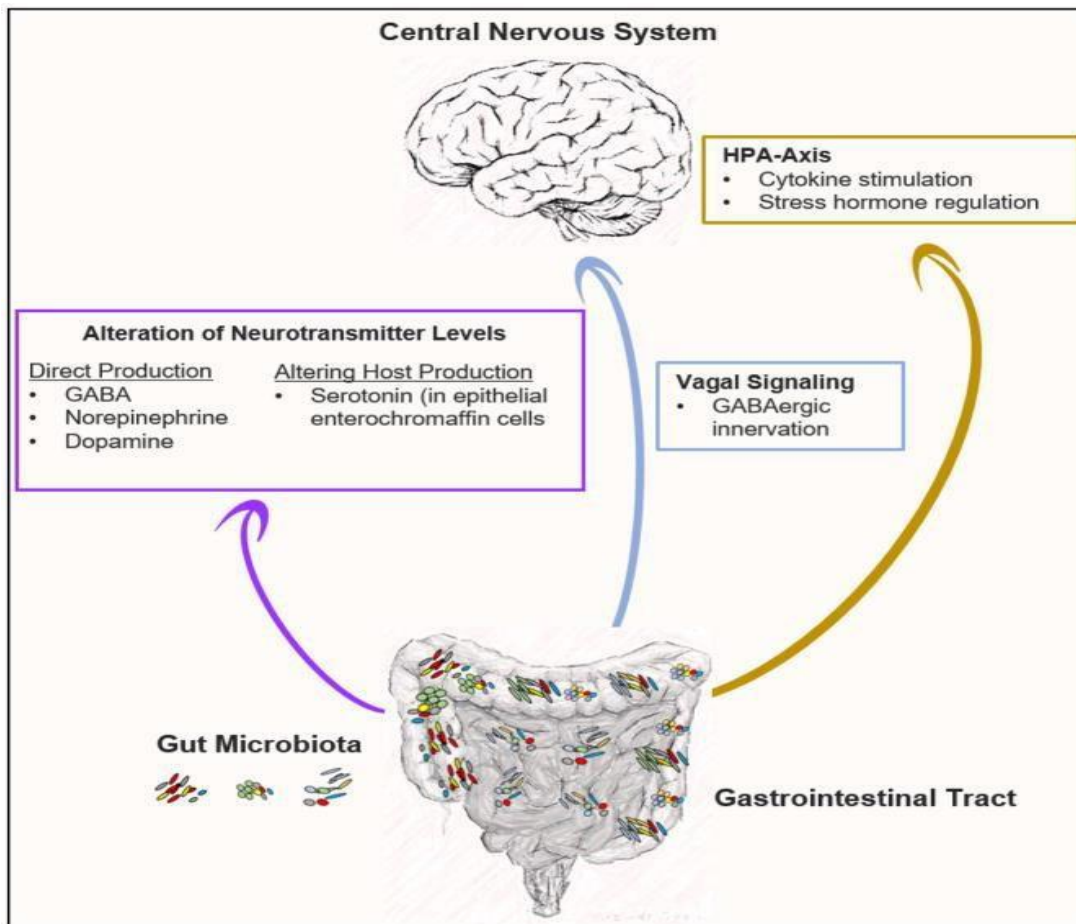 Central Nervous System
HPA-Axis
• Cytokine stimulation
• Stress hormone regulation
Alteration of Neurotransmitter Levels
Direct Production
• GABA
• Norepinephrine
• Dopamine
Altering Host Production
• Serotonin (in epithelial
enterochromaffin cells
Vagal Signaling
• GABAergic
innervation
Gut Microbiota
Gastrointestinal Tract